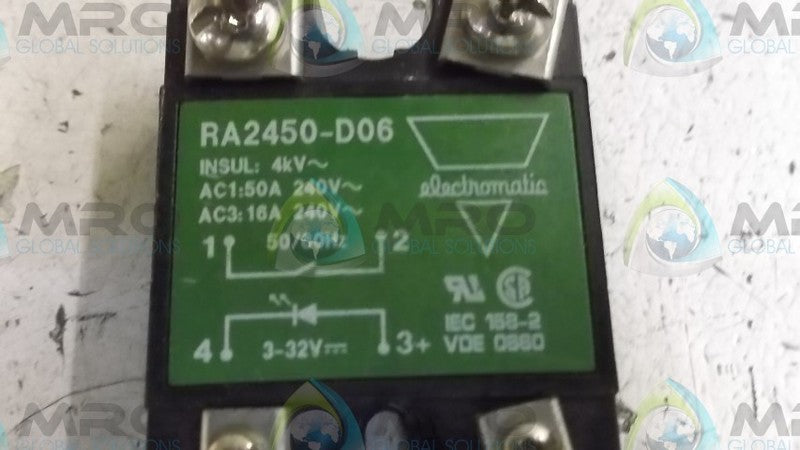 RA2450-D06
INSUL: 4kV~
AC1:50A 240V~
AC3:16A 240V~
electromatic
1 50/60Hz 2
IEC 158-2
VDE 0660
4 3-32V 3+
MRO
GLOBAL SOLUTIONS